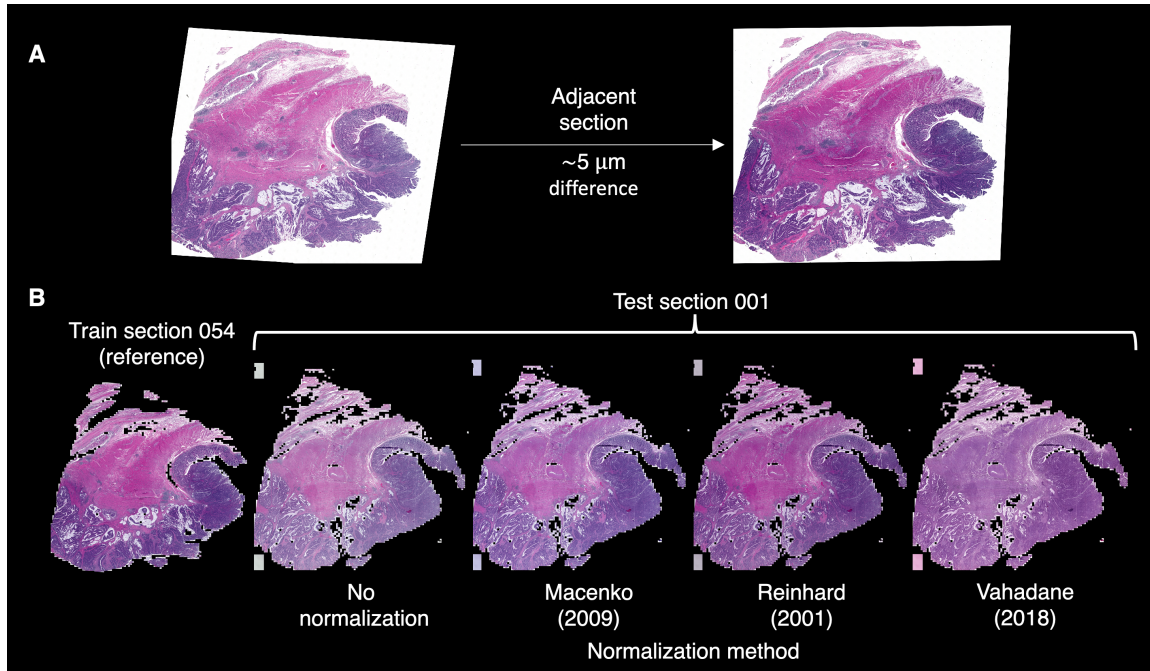 A
Adjacent
section
~5 μm
difference
B
Test section 001
Train section 054
(reference)
No
normalization
Macenko
(2009)
Reinhard
(2001)
Vahadane
(2018)
Normalization method